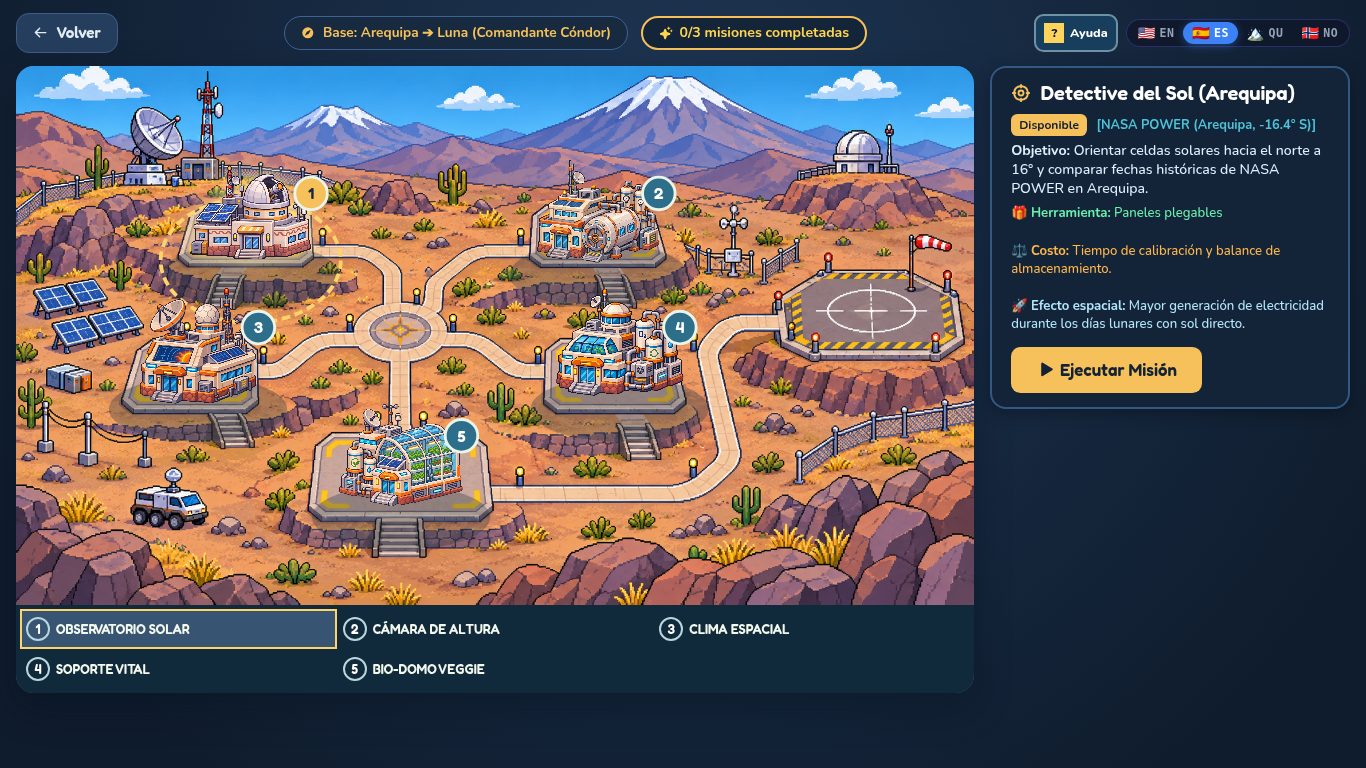 ← Volver
Base: Arequipa ➔ Luna (Comandante Cóndor)
0/3 misiones completadas
? Ayuda
EN
ES
QU
NO
Detective del Sol (Arequipa)
Disponible [NASA POWER (Arequipa, -16.4° S)]
Objetivo: Orientar celdas solares hacia el norte a
16° y comparar fechas históricas de NASA
POWER en Arequipa.
🎁 Herramienta: Paneles plegables
⚖️ Costo: Tiempo de calibración y balance de
almacenamiento.
🚀 Efecto espacial: Mayor generación de electricidad
durante los días lunares con sol directo.
▶ Ejecutar Misión
1
2
3
4
5
1 OBSERVATORIO SOLAR
2 CÁMARA DE ALTURA
3 CLIMA ESPACIAL
4 SOPORTE VITAL
5 BIO-DOMO VEGGIE